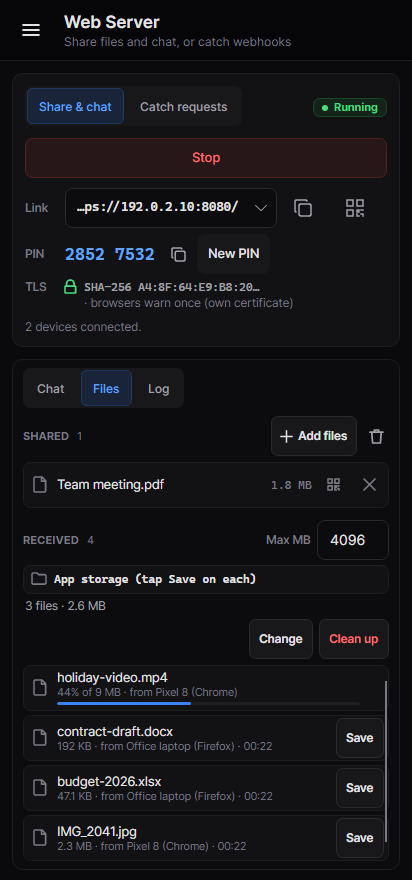 Web Server
Share files and chat, or catch webhooks
Share & chat
Catch requests
Running
Stop
Link
…ps://192.0.2.10:8080/
PIN
2852 7532
New PIN
TLS
SHA-256 A4:8F:64:E9:B8:20…
· browsers warn once (own certificate)
2 devices connected.
Chat
Files
Log
SHARED 1
Add files
Team meeting.pdf
1.8 MB
RECEIVED 4
Max MB
4096
App storage (tap Save on each)
3 files · 2.6 MB
Change
Clean up
holiday-video.mp4
44% of 9 MB · from Pixel 8 (Chrome)
contract-draft.docx
192 KB · from Office laptop (Firefox) · 00:22
Save
budget-2026.xlsx
47.1 KB · from Office laptop (Firefox) · 00:22
Save
IMG_2041.jpg
2.3 MB · from Pixel 8 (Chrome) · 00:22
Save